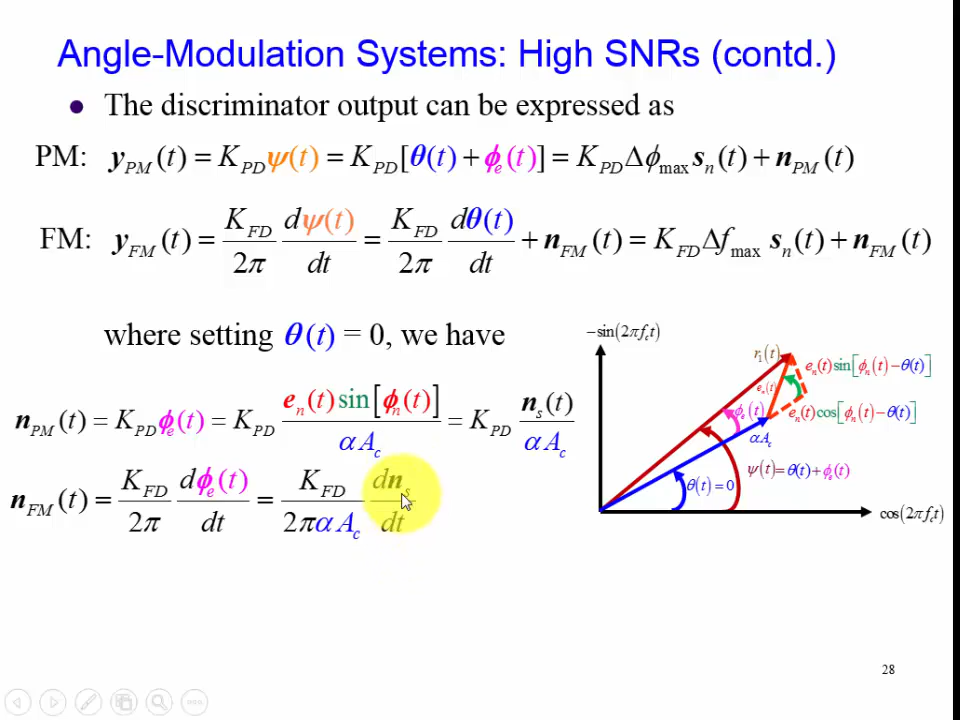 Angle-Modulation Systems: High SNRs (contd.)
● The discriminator output can be expressed as
PM: y_PM(t) = K_PD ψ(t) = K_PD[θ(t) + ϕ_e(t)] = K_PD Δϕ_max s_n(t) + n_PM(t)
FM: y_FM(t) = K_FD/2π dψ(t)/dt = K_FD/2π dθ(t)/dt + n_FM(t) = K_FD Δf_max s_n(t) + n_FM(t)
where setting θ(t) = 0, we have
n_PM(t) = K_PD ϕ_e(t) = K_PD e_n(t) sin[ϕ_n(t)]/αA_c = K_PD n_s(t)/αA_c
n_FM(t) = K_FD/2π dϕ_e(t)/dt = K_FD/2παA_c dn_s/dt
−sin(2πf_ct)
r_1(t)
e_n(t)sin[ϕ_n(t)−θ(t)]
e_n(t)
ϕ_e(t)
e_n(t)cos[ϕ_n(t)−θ(t)]
αA_c
ψ(t)=θ(t)+ϕ_e(t)
θ(t)=0
cos(2πf_ct)
28